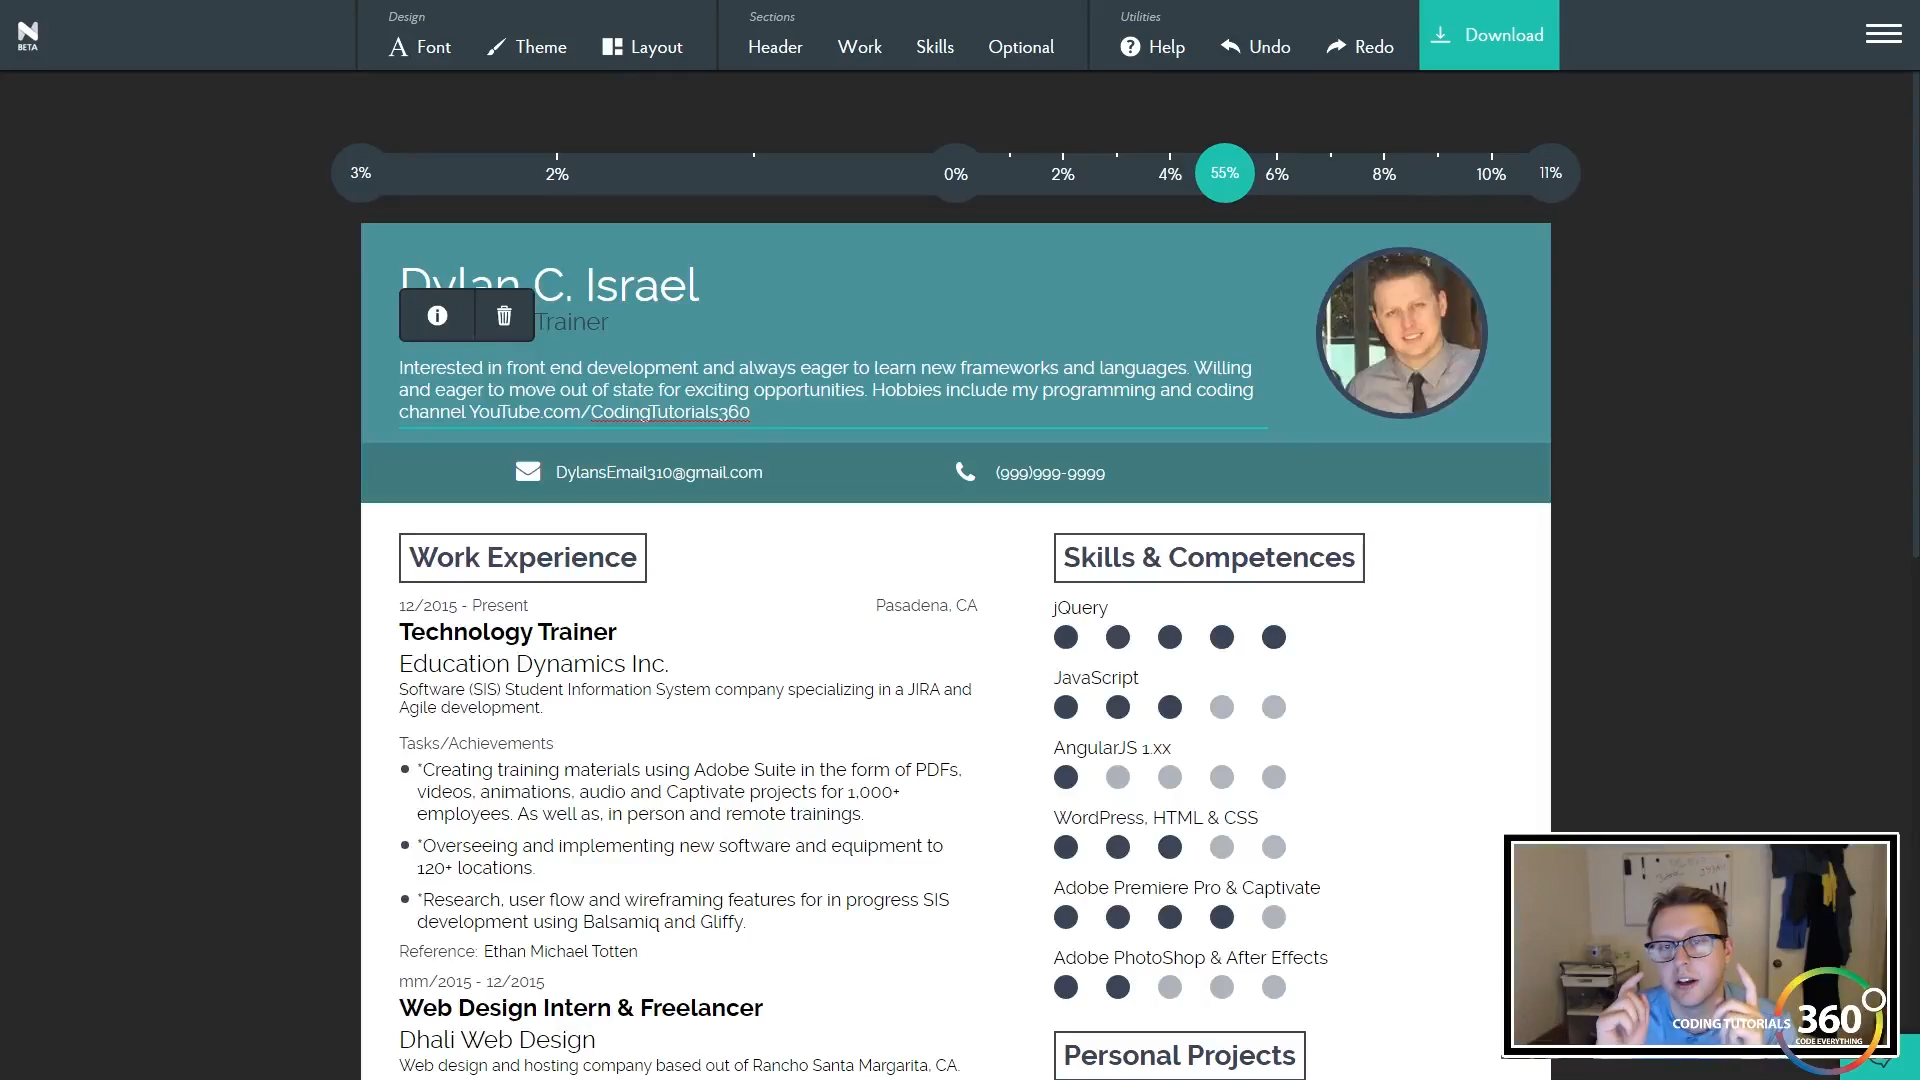 N
BETA
Design
Font
Theme
Layout
Sections
Header
Work
Skills
Optional
Utilities
Help
Undo
Redo
Download
3%
2%
0%
2%
4%
55%
6%
8%
10%
11%
Dylan C. Israel
Trainer
Interested in front end development and always eager to learn new frameworks and languages. Willing
and eager to move out of state for exciting opportunities. Hobbies include my programming and coding
channel YouTube.com/CodingTutorials360
DylansEmail310@gmail.com
(999)999-9999
Work Experience
12/2015 - Present
Pasadena, CA
Technology Trainer
Education Dynamics Inc.
Software (SIS) Student Information System company specializing in a JIRA and
Agile development.
Tasks/Achievements
*Creating training materials using Adobe Suite in the form of PDFs,
videos, animations, audio and Captivate projects for 1,000+
employees. As well as, in person and remote trainings.
*Overseeing and implementing new software and equipment to
120+ locations.
*Research, user flow and wireframing features for in progress SIS
development using Balsamiq and Gliffy.
Reference: Ethan Michael Totten
mm/2015 - 12/2015
Web Design Intern & Freelancer
Dhali Web Design
Web design and hosting company based out of Rancho Santa Margarita, CA.
Skills & Competences
jQuery
JavaScript
AngularJS 1.xx
WordPress, HTML & CSS
Adobe Premiere Pro & Captivate
Adobe PhotoShop & After Effects
Personal Projects
CODING TUTORIALS 360
CODE EVERYTHING